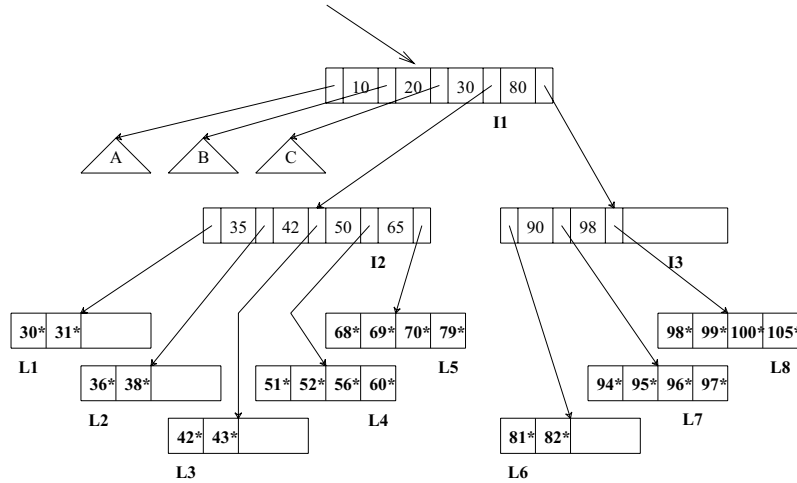 10 20 30 80
I1
A B C
35 42 50 65
I2
90 98
I3
30* 31*
L1
68* 69* 70* 79*
L5
98* 99* 100* 105*
L8
36* 38*
L2
51* 52* 56* 60*
L4
94* 95* 96* 97*
L7
42* 43*
L3
81* 82*
L6